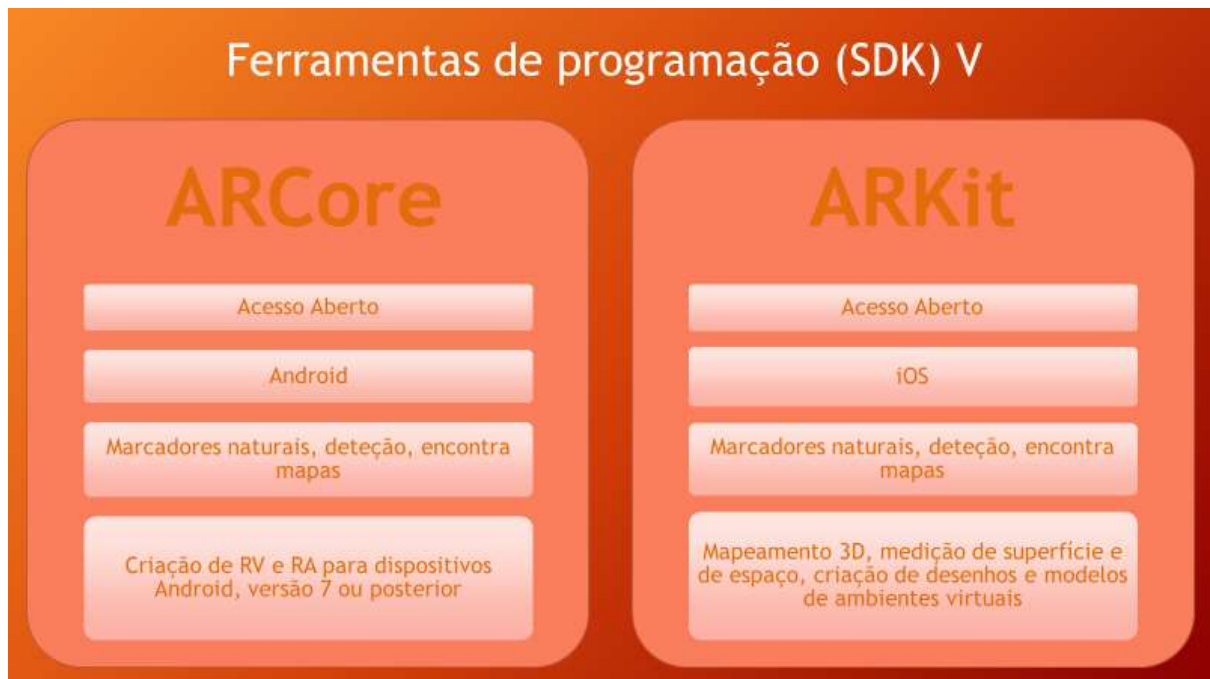 Ferramentas de programação (SDK) V
ARCore
Acesso Aberto
Android
Marcadores naturais, deteção, encontra
mapas
Criação de RV e RA para dispositivos
Android, versão 7 ou posterior
ARKit
Acesso Aberto
iOS
Marcadores naturais, deteção, encontra
mapas
Mapeamento 3D, medição de superfície e
de espaço, criação de desenhos e modelos
de ambientes virtuais